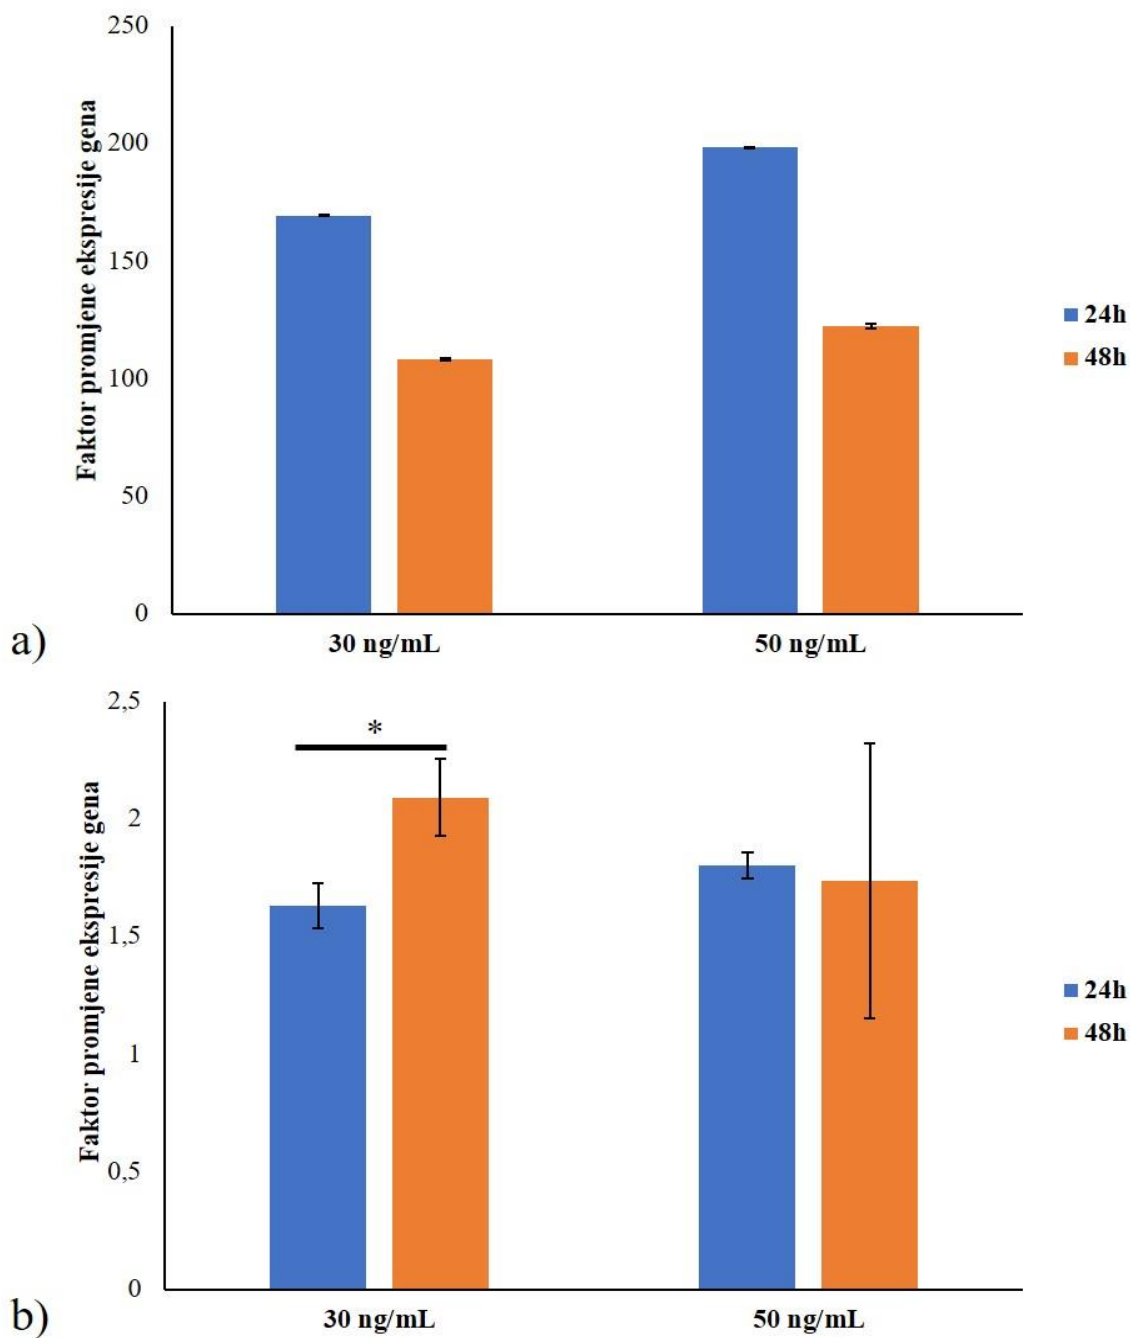 250
200
150
100
50
0
Faktor promjene ekspresije gena
30 ng/mL
50 ng/mL
24h
48h
a)
2,5
2
1,5
1
0,5
0
Faktor promjene ekspresije gena
*
30 ng/mL
50 ng/mL
24h
48h
b)